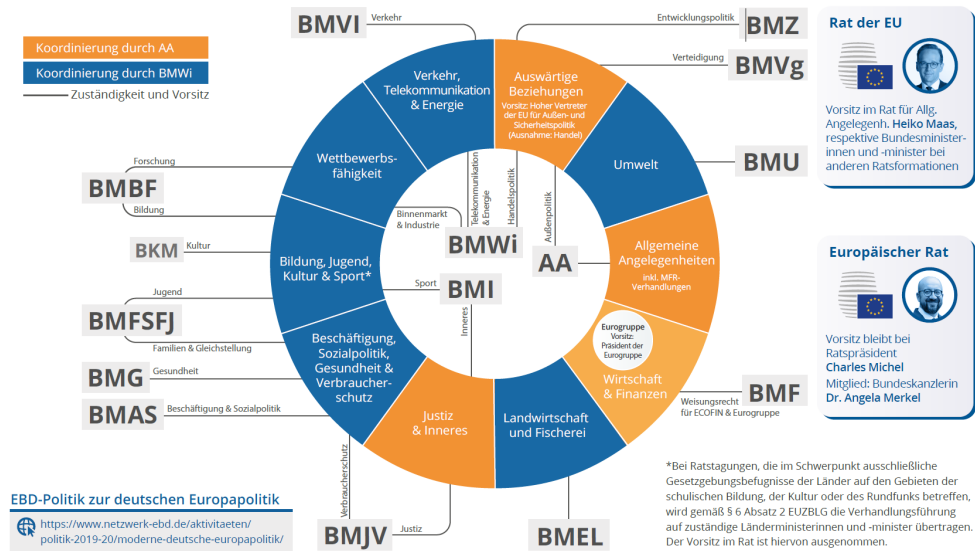 Koordinierung durch AA
Koordinierung durch BMWi
Zuständigkeit und Vorsitz
BMVI
Verkehr
Entwicklungspolitik
BMZ
Verteidigung
BMVg
BMU
Verkehr,
Telekommunikation
& Energie
Auswärtige
Beziehungen
Vorsitz: Hoher Vertreter
der EU für Außen- und
Sicherheitspolitik
(Ausnahme: Handel)
Umwelt
Wettbewerbs-
fähigkeit
Forschung
BMBF
Bildung
BKM
Kultur
Bildung, Jugend,
Kultur & Sport*
Binnenmarkt
& Industrie
Telekommunikation
& Energie
Handelspolitik
Außenpolitik
BMWi
AA
Sport
BMI
Inneres
Allgemeine
Angelegenheiten
inkl. MFR-
Verhandlungen
Jugend
BMFSFJ
Familien & Gleichstellung
BMG
Gesundheit
BMAS
Beschäftigung & Sozialpolitik
Beschäftigung,
Sozialpolitik,
Gesundheit &
Verbraucher-
schutz
Eurogruppe
Vorsitz:
Präsident der
Eurogruppe
Wirtschaft
& Finanzen
Weisungsrecht
für ECOFIN & Eurogruppe
BMF
Justiz
& Inneres
Landwirtschaft
und Fischerei
Verbraucherschutz
BMJV
Justiz
BMEL
Rat der EU
Vorsitz im Rat für Allg.
Angelegenh. Heiko Maas,
respektive Bundesminister-
innen und -minister bei
anderen Ratsformationen
Europäischer Rat
Vorsitz bleibt bei
Ratspräsident
Charles Michel
Mitglied: Bundeskanzlerin
Dr. Angela Merkel
*Bei Ratstagungen, die im Schwerpunkt ausschließliche
Gesetzgebungsbefugnisse der Länder auf den Gebieten der
schulischen Bildung, der Kultur oder des Rundfunks betreffen,
wird gemäß § 6 Absatz 2 EUZBLG die Verhandlungsführung
auf zuständige Länderministerinnen und -minister übertragen.
Der Vorsitz im Rat ist hiervon ausgenommen.
EBD-Politik zur deutschen Europapolitik
https://www.netzwerk-ebd.de/aktivitaeten/
politik-2019-20/moderne-deutsche-europapolitik/